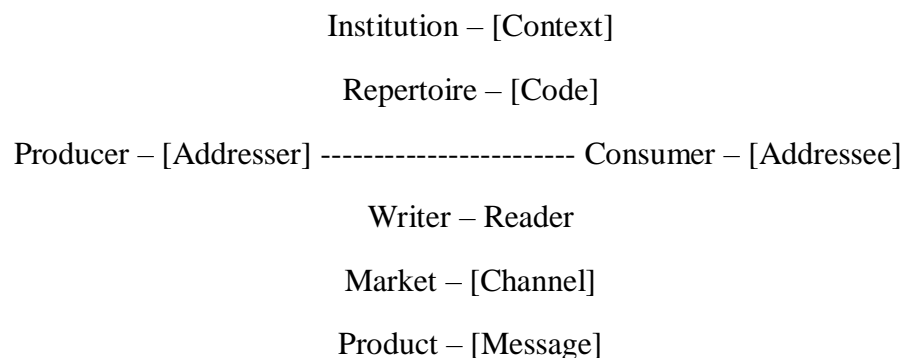 Institution – [Context]
Repertoire – [Code]
Producer – [Addresser] ------------------------ Consumer – [Addressee]
Writer – Reader
Market – [Channel]
Product – [Message]